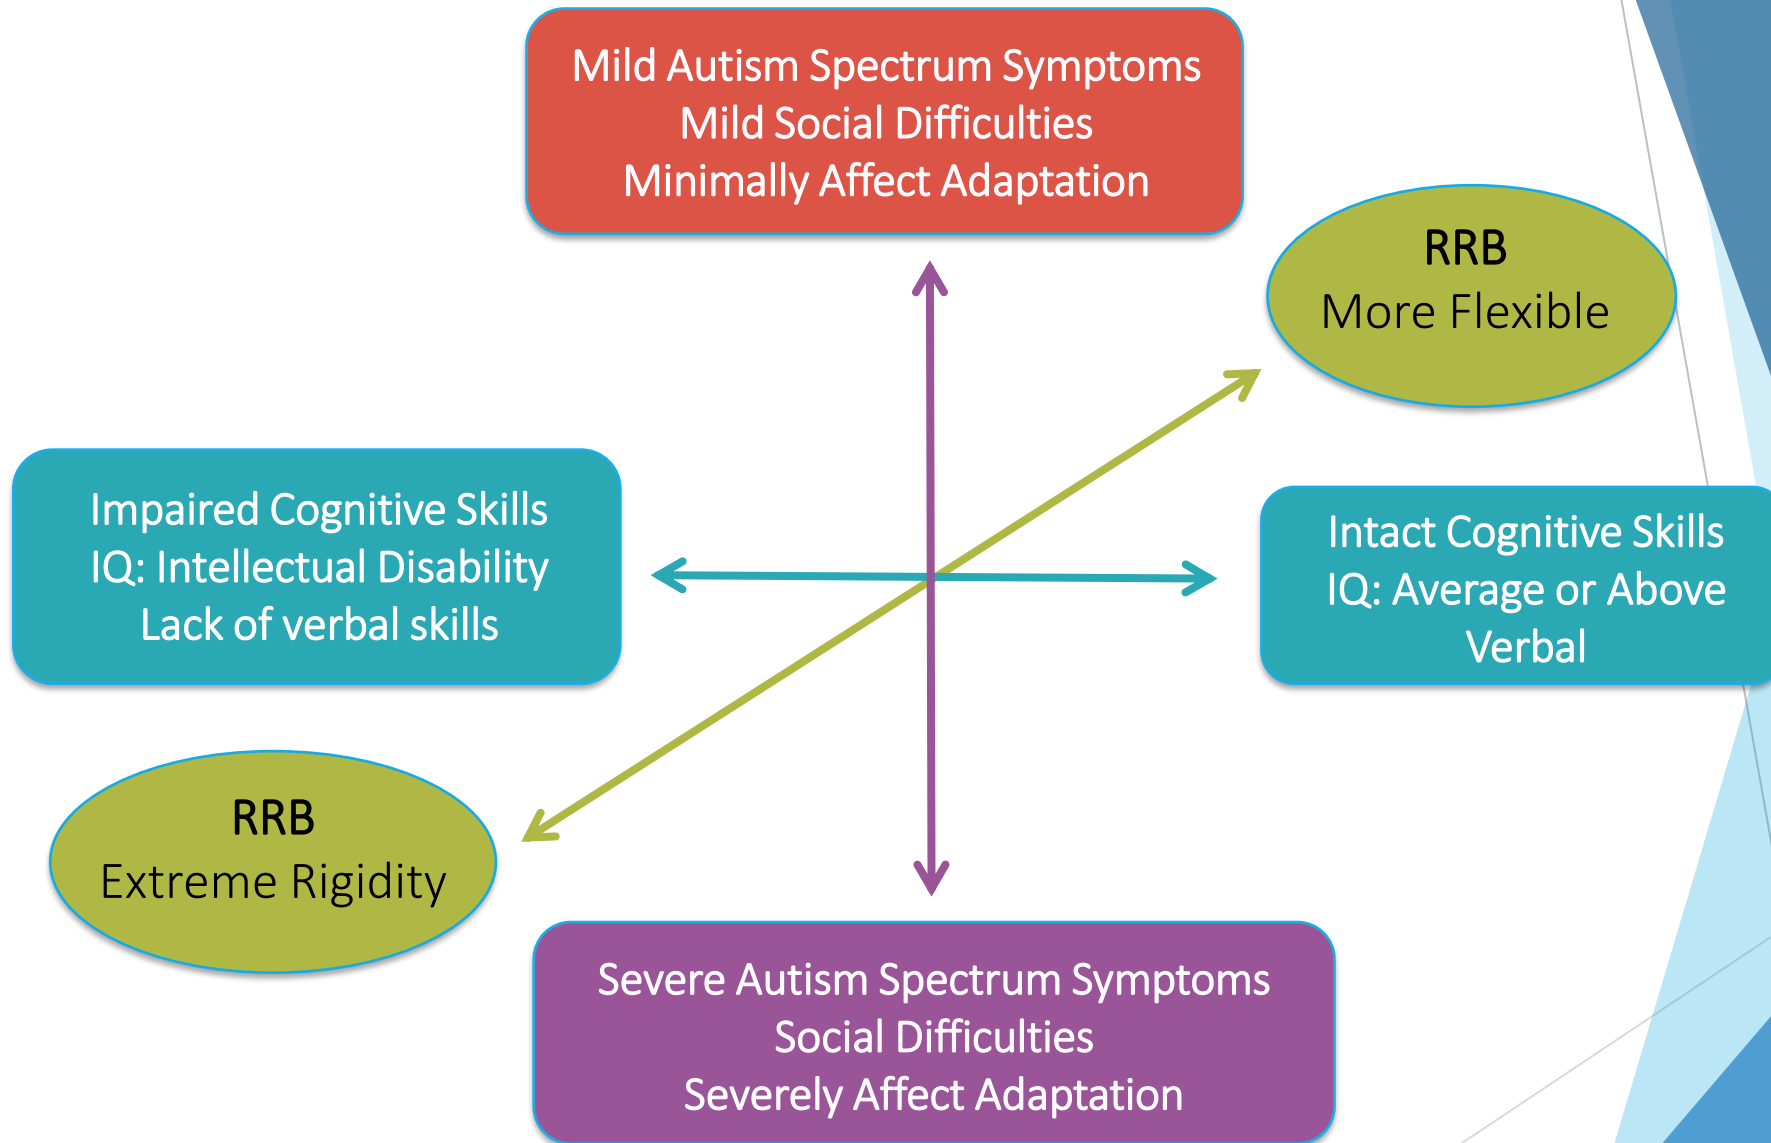 Mild Autism Spectrum Symptoms
Mild Social Difficulties
Minimally Affect Adaptation
RRB
More Flexible
Impaired Cognitive Skills
IQ: Intellectual Disability
Lack of verbal skills
Intact Cognitive Skills
IQ: Average or Above
Verbal
RRB
Extreme Rigidity
Severe Autism Spectrum Symptoms
Social Difficulties
Severely Affect Adaptation